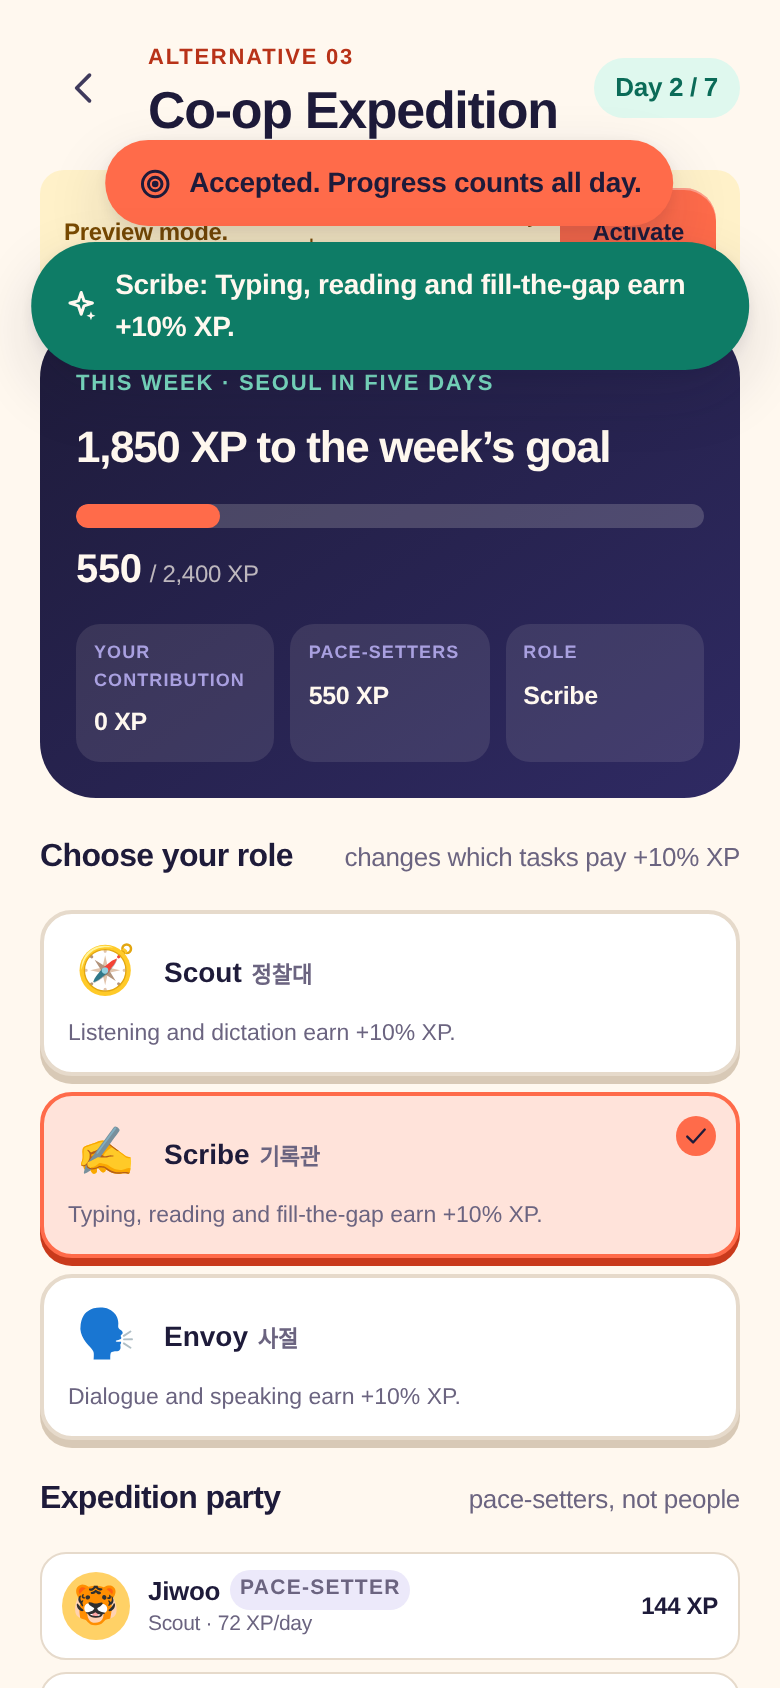 ALTERNATIVE 03
Co-op Expedition
Day 2 / 7
Accepted. Progress counts all day.
Preview mode.
Activate
Scribe: Typing, reading and fill-the-gap earn
+10% XP.
THIS WEEK · SEOUL IN FIVE DAYS
1,850 XP to the week’s goal
550 / 2,400 XP
YOUR
CONTRIBUTION
0 XP
PACE-SETTERS
550 XP
ROLE
Scribe
Choose your role
changes which tasks pay +10% XP
Scout 정찰대
Listening and dictation earn +10% XP.
Scribe 기록관
Typing, reading and fill-the-gap earn +10% XP.
Envoy 사절
Dialogue and speaking earn +10% XP.
Expedition party
pace-setters, not people
Jiwoo PACE-SETTER
Scout · 72 XP/day
144 XP